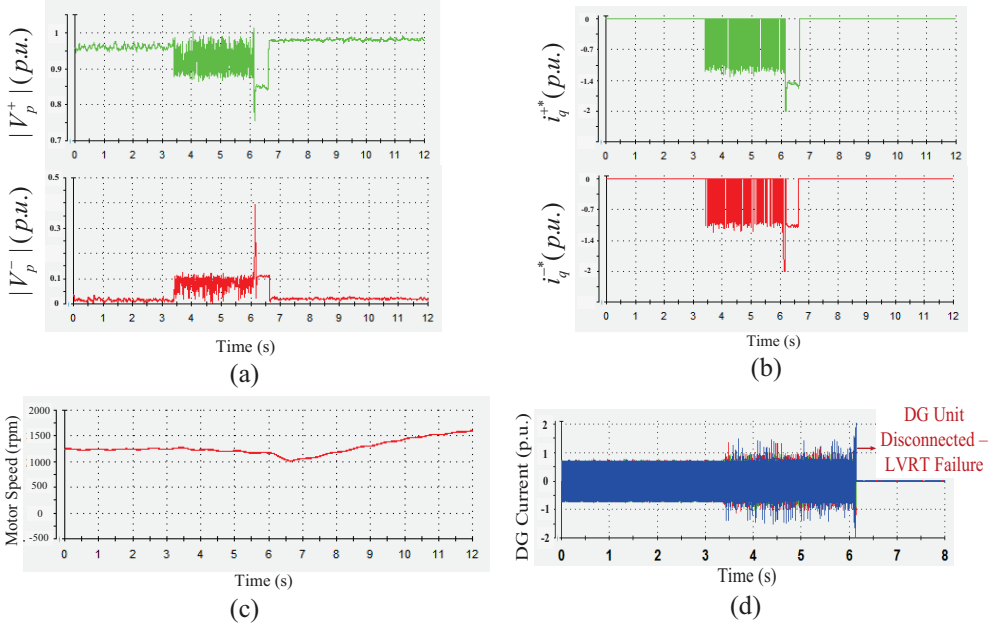 |V_p^+| (p.u.)
1
0.9
0.8
0.7
0 1 2 3 4 5 6 7 8 9 10 11 12
|V_p^-| (p.u.)
0.5
0.4
0.3
0.1
0
0 1 2 3 4 5 6 7 8 9 10 11 12
Time (s)
(a)
i_q^{+*} (p.u.)
0
-0.7
-1.4
-2
0 1 2 3 4 5 6 7 8 9 10 11 12
i_q^{-*} (p.u.)
0
-0.7
-1.4
-2
0 1 2 3 4 5 6 7 8 9 10 11 12
Time (s)
(b)
Motor Speed (rpm)
2000
1500
1000
500
0
-500
0 1 2 3 4 5 6 7 8 9 10 11 12
Time (s)
(c)
DG Current (p.u.)
2
1
0
-1
-2
0 1 2 3 4 5 6 7 8
DG Unit
Disconnected –
LVRT Failure
Time (s)
(d)